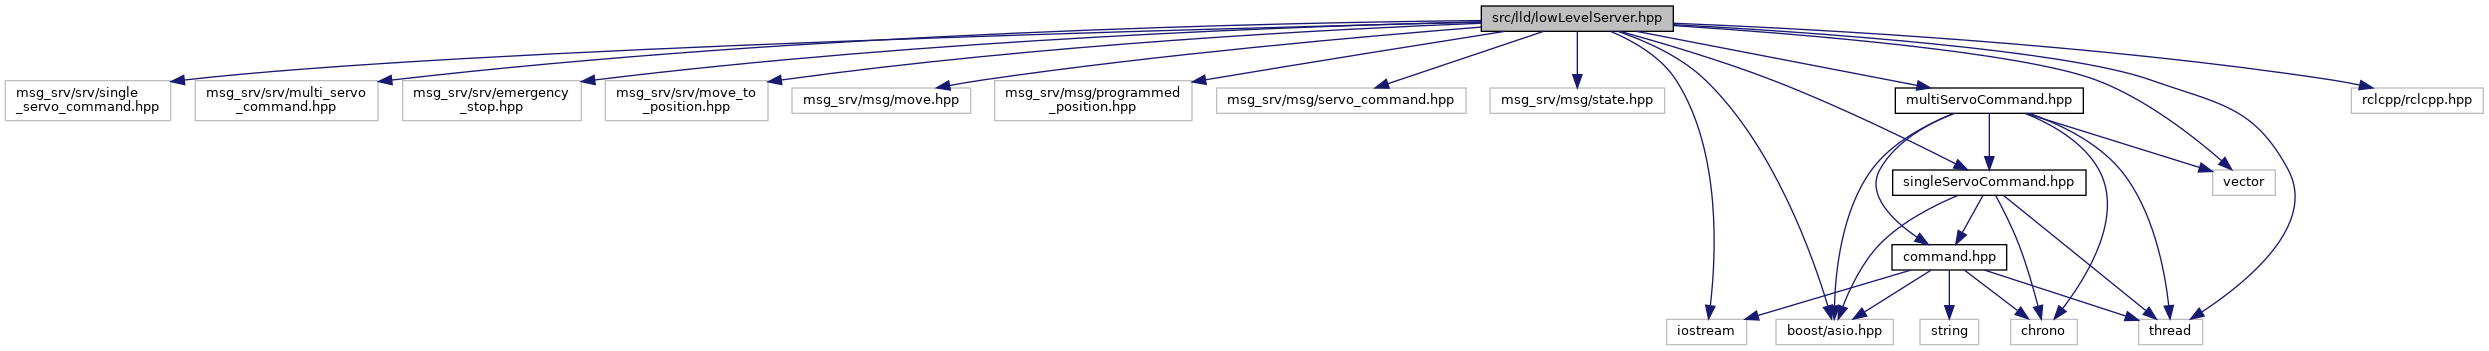 src/lld/lowLevelServer.hpp
msg_srv/srv/single
_servo_command.hpp
msg_srv/srv/multi_servo
_command.hpp
msg_srv/srv/emergency
_stop.hpp
msg_srv/srv/move_to
_position.hpp
msg_srv/msg/move.hpp
msg_srv/msg/programmed
_position.hpp
msg_srv/msg/servo_command.hpp
msg_srv/msg/state.hpp
multiServoCommand.hpp
rclcpp/rclcpp.hpp
singleServoCommand.hpp
vector
command.hpp
iostream
boost/asio.hpp
string
chrono
thread